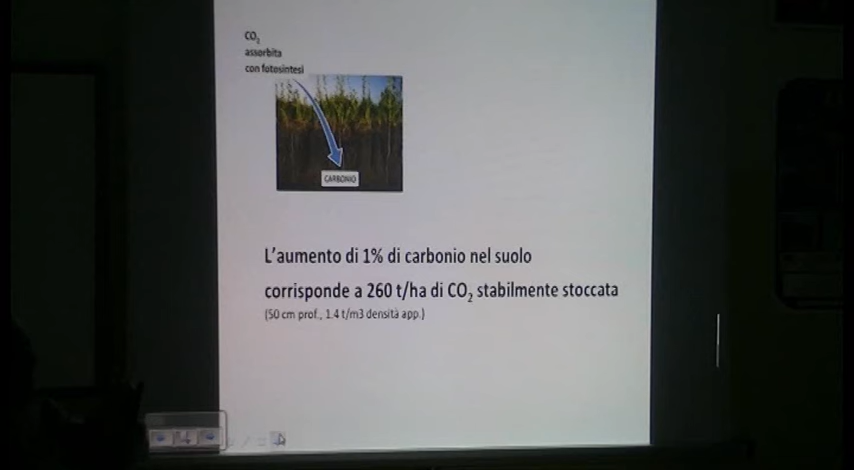 CO₂
assorbita
con fotosintesi
CARBONIO
L'aumento di 1% di carbonio nel suolo
corrisponde a 260 t/ha di CO₂ stabilmente stoccata
(50 cm prof., 1.4 t/m3 densità app.)